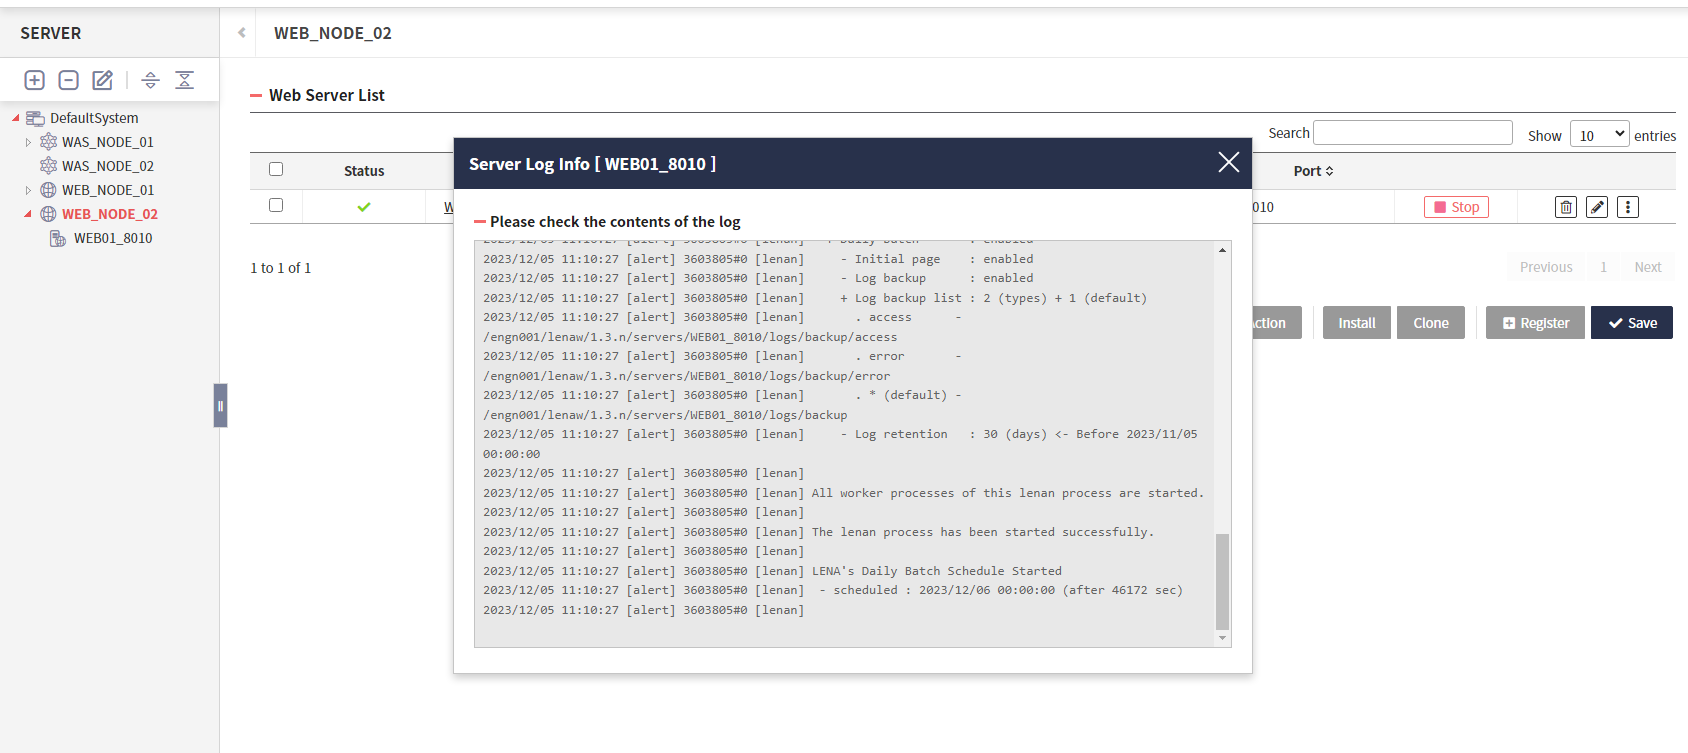 SERVER
WEB_NODE_02
DefaultSystem
WAS_NODE_01
WAS_NODE_02
WEB_NODE_01
WEB_NODE_02
WEB01_8010
Web Server List
Search
Show 10 entries
Status
Port
W
010
Stop
1 to 1 of 1
Previous 1 Next
ction
Install
Clone
Register
Save
Server Log Info [ WEB01_8010 ]
Please check the contents of the log
2023/12/05 11:10:27 [alert] 3603805#0 [lenan]   + Daily batch       : enabled
2023/12/05 11:10:27 [alert] 3603805#0 [lenan]     - Initial page    : enabled
2023/12/05 11:10:27 [alert] 3603805#0 [lenan]     - Log backup      : enabled
2023/12/05 11:10:27 [alert] 3603805#0 [lenan]     + Log backup list : 2 (types) + 1 (default)
2023/12/05 11:10:27 [alert] 3603805#0 [lenan]       . access      -
/engn001/lenaw/1.3.n/servers/WEB01_8010/logs/backup/access
2023/12/05 11:10:27 [alert] 3603805#0 [lenan]       . error       -
/engn001/lenaw/1.3.n/servers/WEB01_8010/logs/backup/error
2023/12/05 11:10:27 [alert] 3603805#0 [lenan]       . * (default) -
/engn001/lenaw/1.3.n/servers/WEB01_8010/logs/backup
2023/12/05 11:10:27 [alert] 3603805#0 [lenan]     - Log retention   : 30 (days) <- Before 2023/11/05
00:00:00
2023/12/05 11:10:27 [alert] 3603805#0 [lenan]
2023/12/05 11:10:27 [alert] 3603805#0 [lenan] All worker processes of this lenan process are started.
2023/12/05 11:10:27 [alert] 3603805#0 [lenan]
2023/12/05 11:10:27 [alert] 3603805#0 [lenan] The lenan process has been started successfully.
2023/12/05 11:10:27 [alert] 3603805#0 [lenan]
2023/12/05 11:10:27 [alert] 3603805#0 [lenan] LENA's Daily Batch Schedule Started
2023/12/05 11:10:27 [alert] 3603805#0 [lenan]  - scheduled : 2023/12/06 00:00:00 (after 46172 sec)
2023/12/05 11:10:27 [alert] 3603805#0 [lenan]